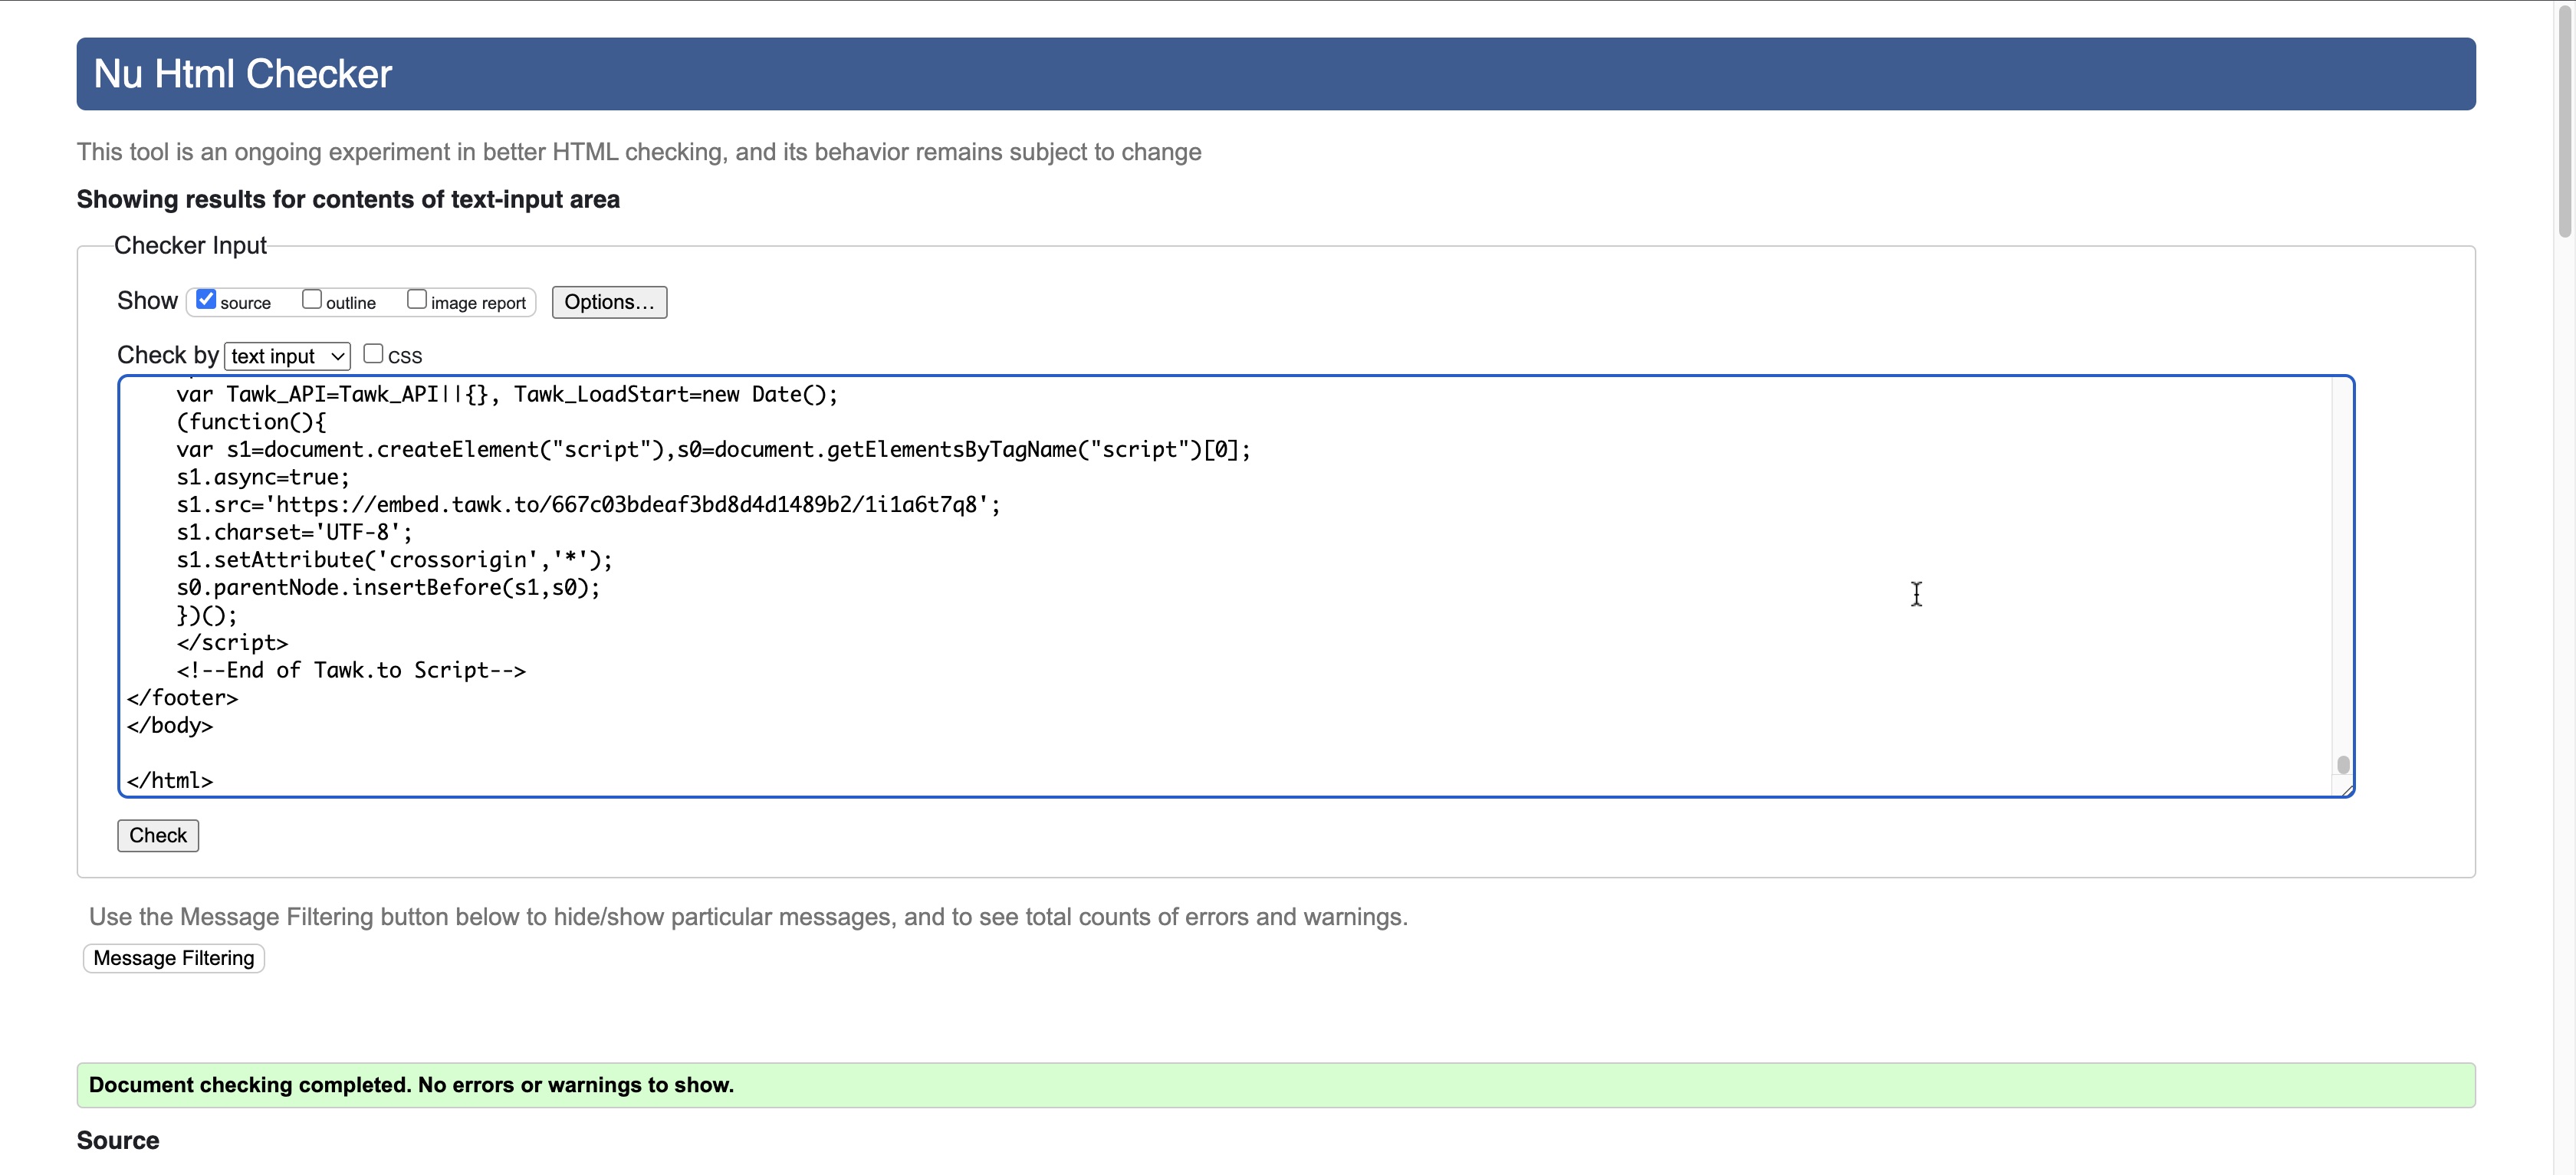 Nu Html Checker
This tool is an ongoing experiment in better HTML checking, and its behavior remains subject to change
Showing results for contents of text-input area
Checker Input
Show source outline image report Options...
Check by text input CSS
var Tawk_API=Tawk_API||{}, Tawk_LoadStart=new Date();
(function(){
var s1=document.createElement("script"),s0=document.getElementsByTagName("script")[0];
s1.async=true;
s1.src='https://embed.tawk.to/667c03bdeaf3bd8d4d1489b2/1i1a6t7q8';
s1.charset='UTF-8';
s1.setAttribute('crossorigin','*');
s0.parentNode.insertBefore(s1,s0);
})();
</script>
<!--End of Tawk.to Script-->
</footer>
</body>
</html>
Check
Use the Message Filtering button below to hide/show particular messages, and to see total counts of errors and warnings.
Message Filtering
Document checking completed. No errors or warnings to show.
Source